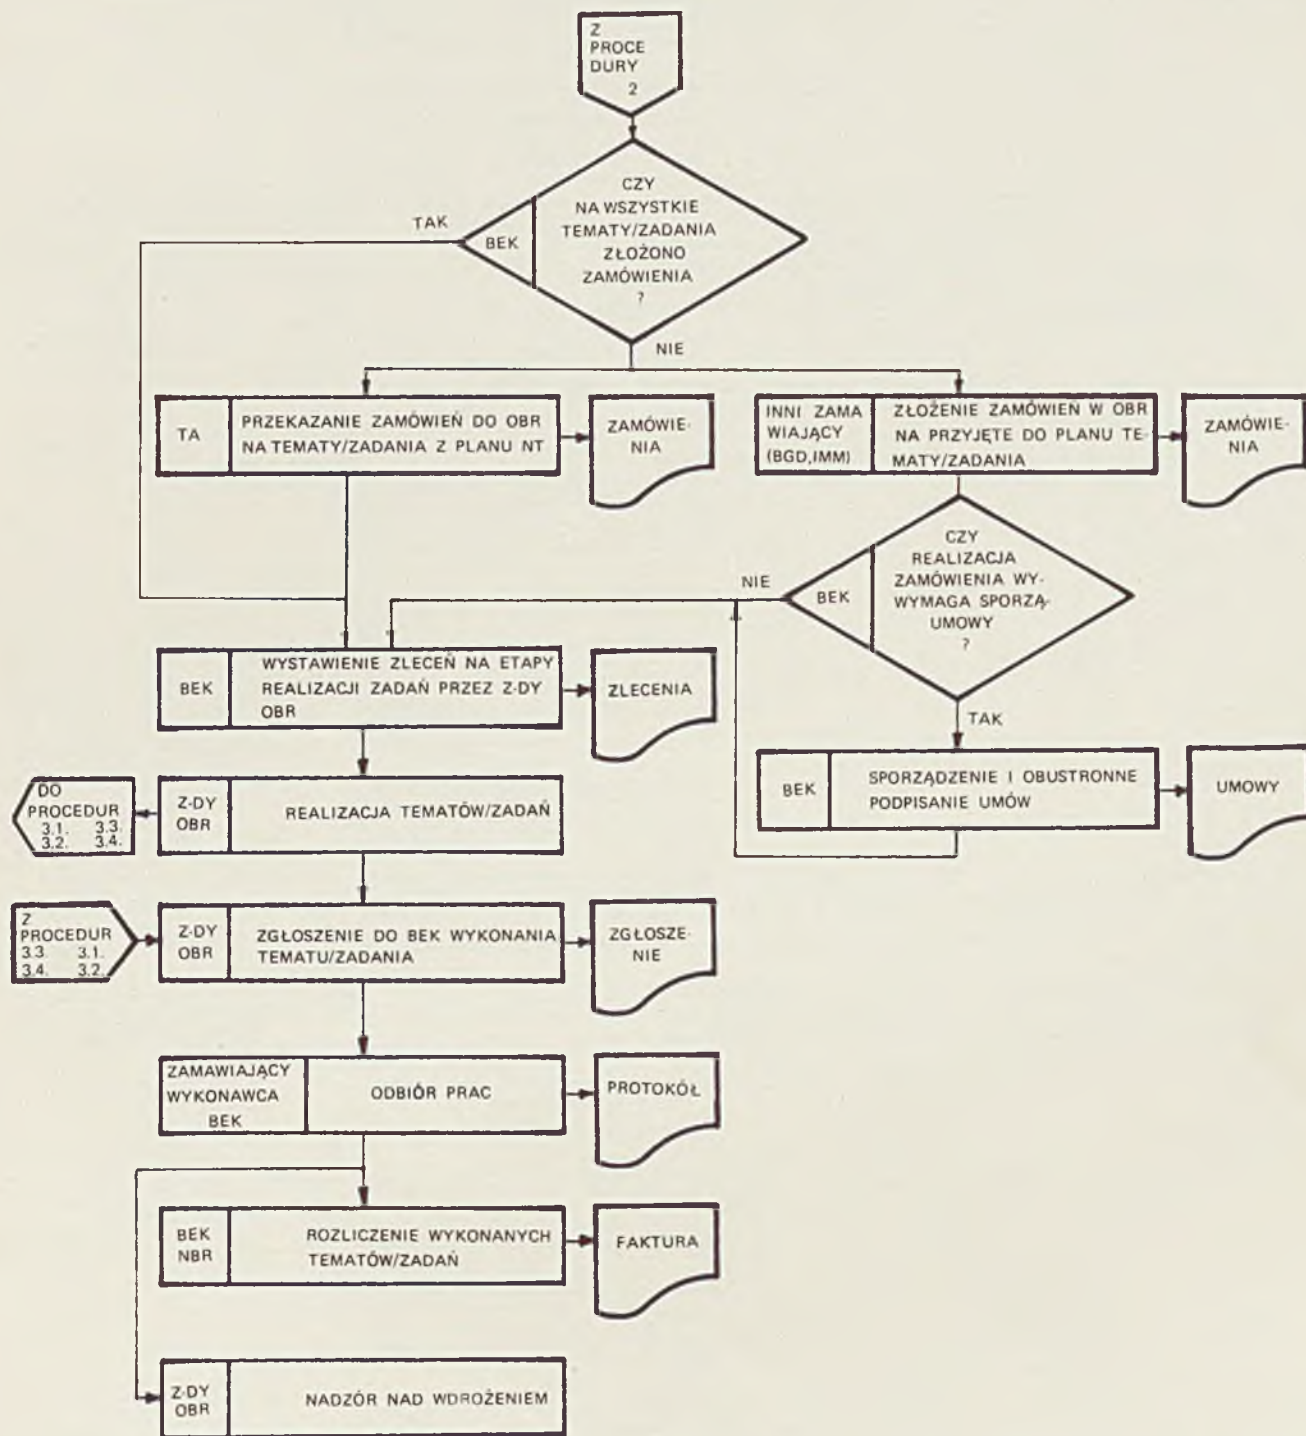 Z
PROCE
DURY
2
CZY
NA WSZYSTKIE
TEMATY/ZADANIA
ZŁOŻONO
ZAMÓWIENIA
?
BEK
TAK
NIE
TA
PRZEKAZANIE ZAMÓWIEŃ DO OBR
NA TEMATY/ZADANIA Z PLANU NT
ZAMÓWIE-
NIA
INNI ZAMA
WIAJĄCY
(BGD,IMM)
ZŁOŻENIE ZAMÓWIEŃ W OBR
NA PRZYJĘTE DO PLANU TE-
MATY/ZADANIA
ZAMÓWIE-
NIA
CZY
REALIZACJA
ZAMÓWIENIA WY-
WYMAGA SPORZĄ-
UMOWY
?
BEK
NIE
TAK
BEK
WYSTAWIENIE ZLECEŃ NA ETAPY
REALIZACJI ZADAŃ PRZEZ Z-DY
OBR
ZLECENIA
BEK
SPORZĄDZENIE I OBUSTRONNE
PODPISANIE UMÓW
UMOWY
DO
PROCEDUR
3.1. 3.3.
3.2. 3.4.
Z-DY
OBR
REALIZACJA TEMATÓW/ZADAŃ
Z
PROCEDUR
3.3. 3.1.
3.4. 3.2.
Z-DY
OBR
ZGŁOSZENIE DO BEK WYKONANIA
TEMATU/ZADANIA
ZGŁOSZE-
NIE
ZAMAWIAJĄCY
WYKONAWCA
BEK
ODBIÓR PRAC
PROTOKÓŁ
BEK
NBR
ROZLICZENIE WYKONANYCH
TEMATÓW/ZADAŃ
FAKTURA
Z-DY
OBR
NADZÓR NAD WDROŻENIEM